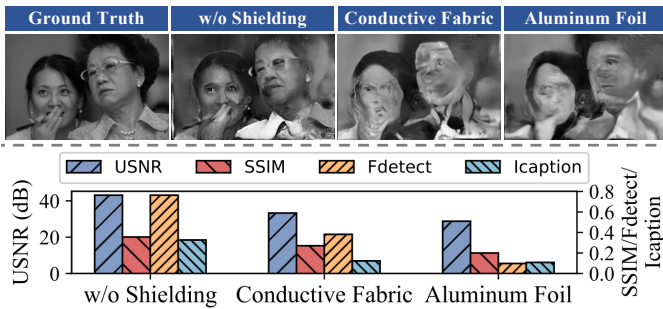 Ground Truth w/o Shielding Conductive Fabric Aluminum Foil
USNR SSIM Fdetect Icaption
USNR (dB)
40
20
0
0.8
0.6
0.4
0.2
0.0
SSIM/Fdetect/
Icaption
w/o Shielding Conductive Fabric Aluminum Foil